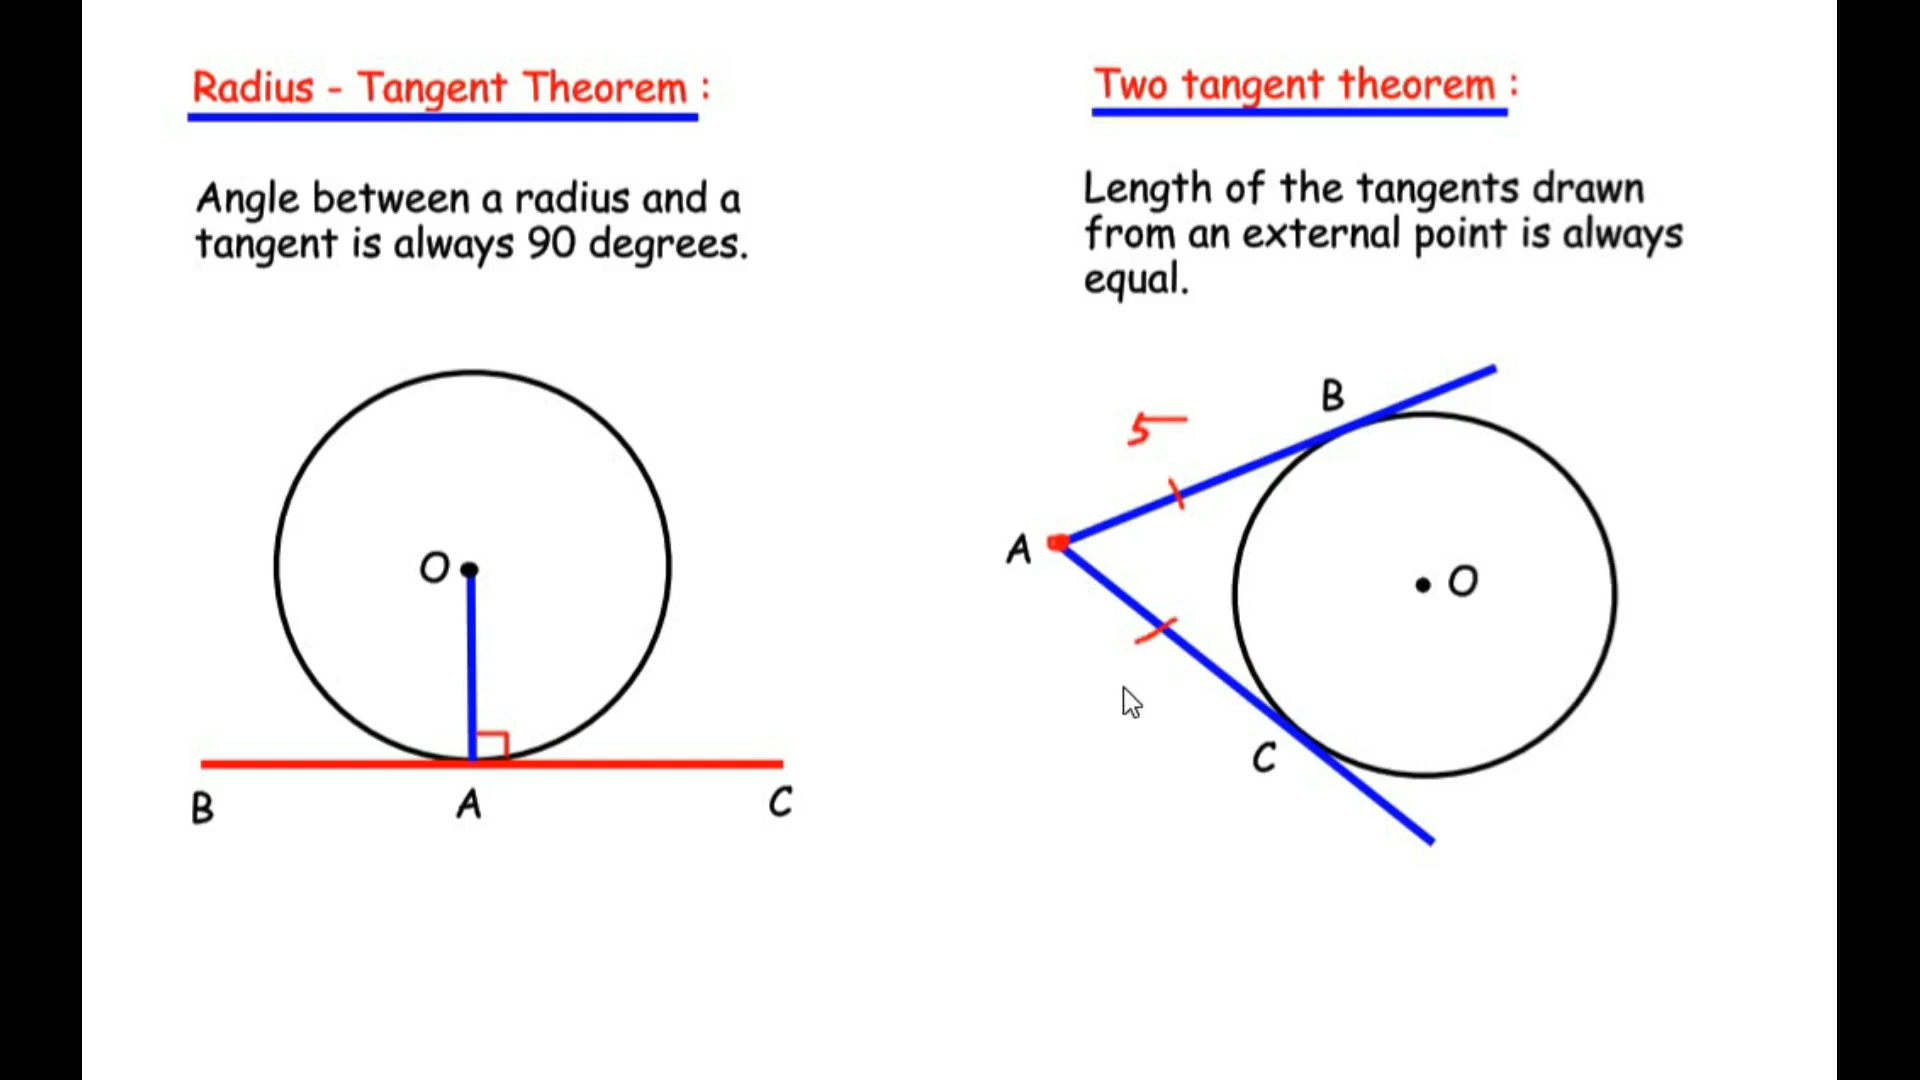 Radius - Tangent Theorem :
Angle between a radius and a
tangent is always 90 degrees.
O
B
A
C
Two tangent theorem :
Length of the tangents drawn
from an external point is always
equal.
B
5
A
O
C